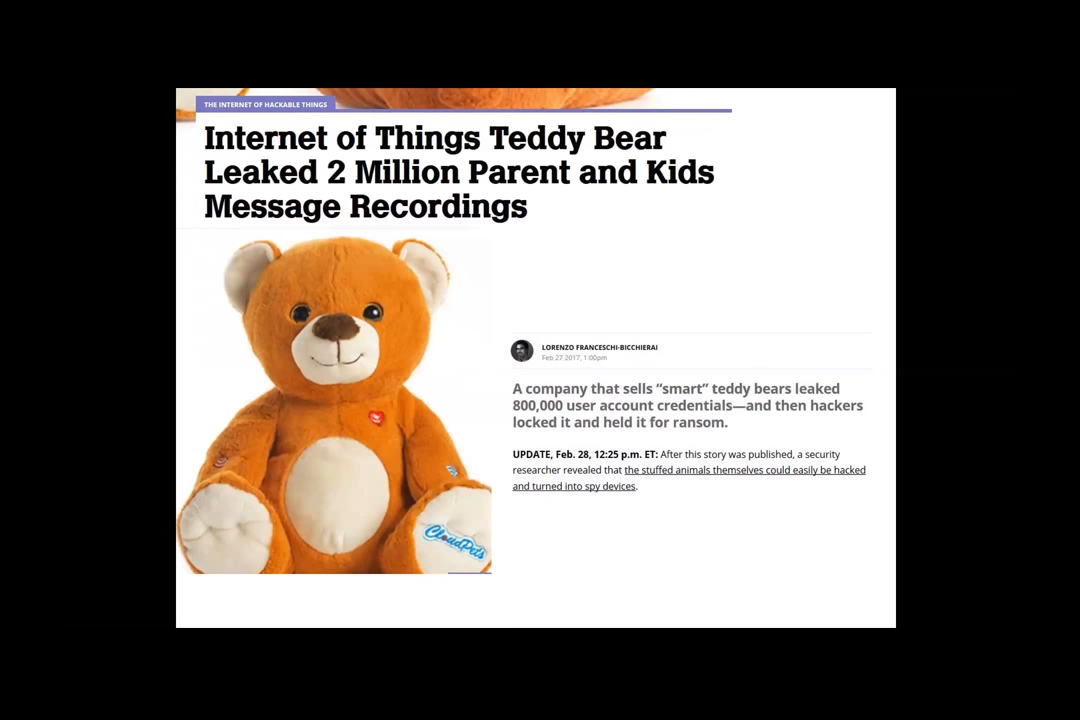 THE INTERNET OF HACKABLE THINGS
Internet of Things Teddy Bear
Leaked 2 Million Parent and Kids
Message Recordings
LORENZO FRANCESCHI-BICCHIERAI
Feb 27 2017, 1:00pm
A company that sells “smart” teddy bears leaked
800,000 user account credentials—and then hackers
locked it and held it for ransom.
UPDATE, Feb. 28, 12:25 p.m. ET: After this story was published, a security
researcher revealed that the stuffed animals themselves could easily be hacked
and turned into spy devices.
CloudPets